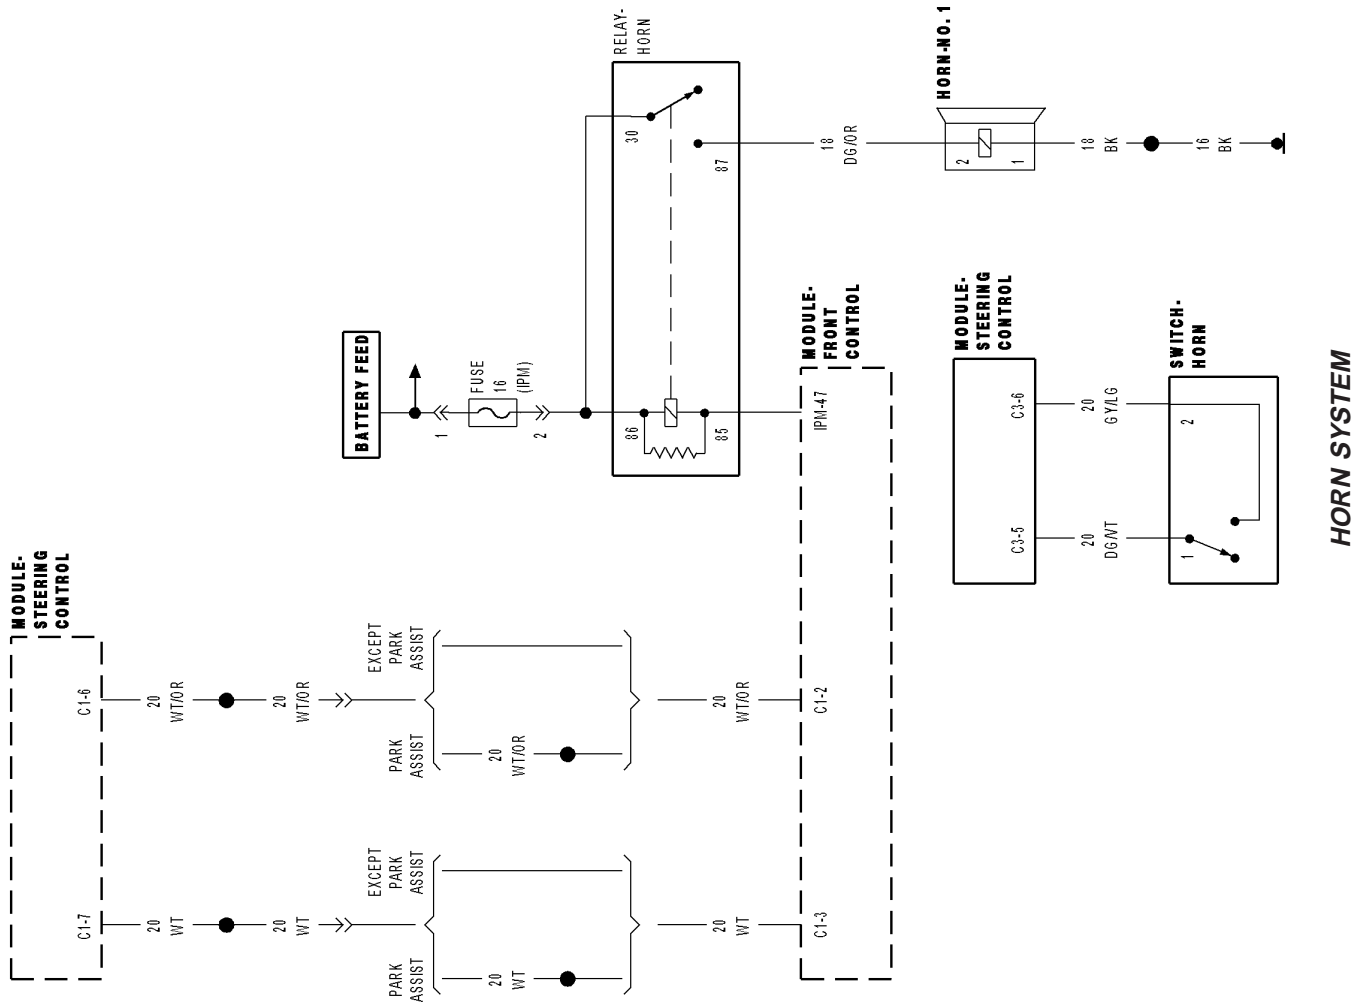 MODULE-
STEERING
CONTROL
C1-7
C1-6
20
WT
20
WT/OR
20
WT
20
WT/OR
PARK
ASSIST
EXCEPT
PARK
ASSIST
PARK
ASSIST
EXCEPT
PARK
ASSIST
20
WT
20
WT/OR
20
WT
20
WT/OR
C1-3
C1-2
IPM-47
MODULE-
FRONT
CONTROL
BATTERY FEED
1
FUSE
16
(IPM)
2
RELAY-
HORN
86
30
85
87
18
DG/OR
HORN-NO. 1
2
1
18
BK
16
BK
MODULE-
STEERING
CONTROL
C3-5
C3-6
20
DG/VT
20
GY/LG
SWITCH-
HORN
1
2
HORN SYSTEM